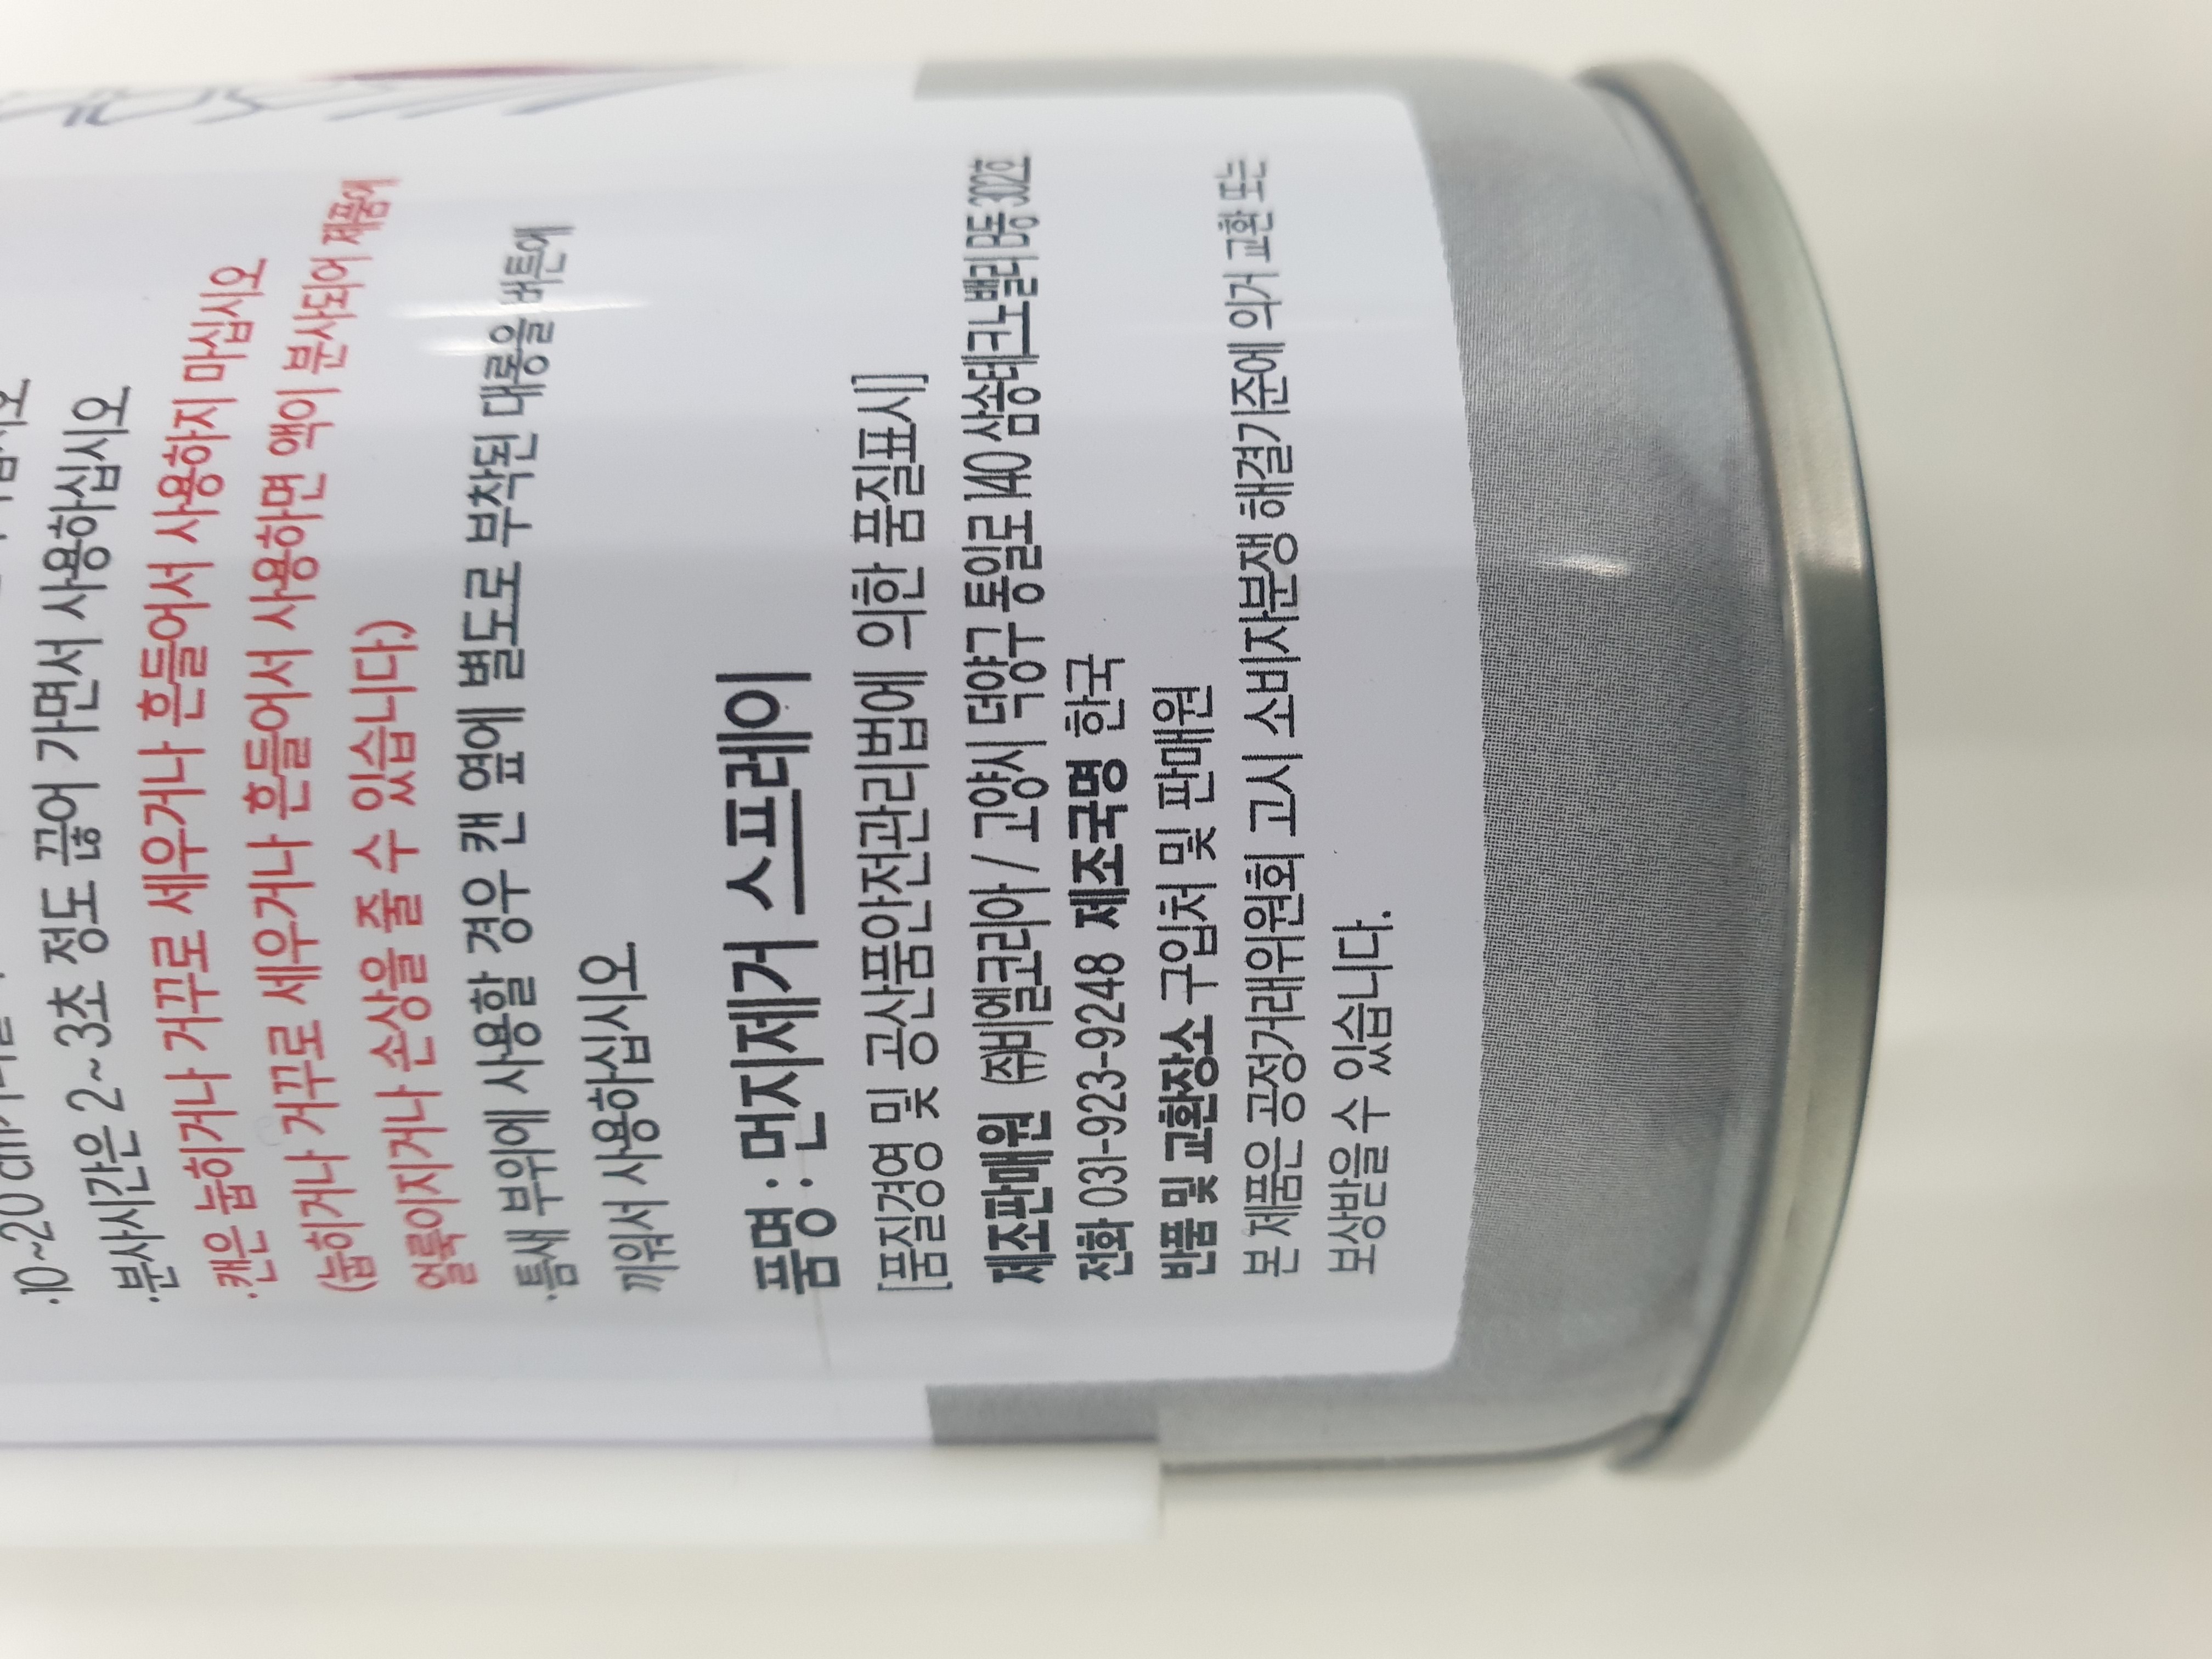 ·10~20cm
·분사시간은 2~3초 정도 끊어 가면서 사용하십시오
·캔은 눕히거나 거꾸로 세우거나 흔들어서 사용하지 마십시오
(눕히거나 거꾸로 세우거나 흔들어서 사용하면 액이 분사되어 제품에
얼룩이지거나 손상을 줄 수 있습니다.)
·틈새 부위에 사용할 경우 캔 옆에 별도로 부착된 대롱을 버튼에
끼워서 사용하십시오
품명 : 먼지제거 스프레이
[품질경영 및 공산품안전관리법에 의한 품질표시]
제조판매원 ㈜비엘코리아 / 고양시 덕양구 통일로 140 삼송테크노밸리 B동 302호
전화 031-923-9248 제조국명 한국
반품 및 교환장소 구입처 및 판매원
본 제품은 공정거래위원회 고시 소비자분쟁 해결기준에 의거 교환 또는
보상받을 수 있습니다.